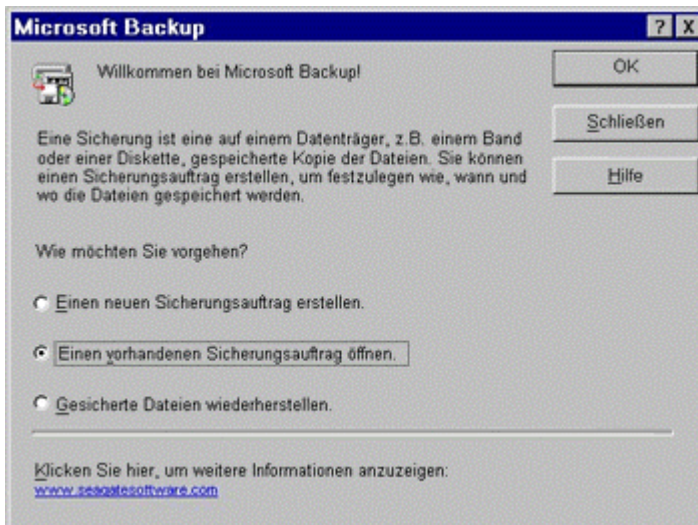 Microsoft Backup
Willkommen bei Microsoft Backup!
OK
Schließen
Hilfe
Eine Sicherung ist eine auf einem Datenträger, z.B. einem Band
oder einer Diskette, gespeicherte Kopie der Dateien. Sie können
einen Sicherungsauftrag erstellen, um festzulegen wie, wann und
wo die Dateien gespeichert werden.
Wie möchten Sie vorgehen?
Einen neuen Sicherungsauftrag erstellen.
Einen vorhandenen Sicherungsauftrag öffnen.
Gesicherte Dateien wiederherstellen.
Klicken Sie hier, um weitere Informationen anzuzeigen:
www.seagatesoftware.com